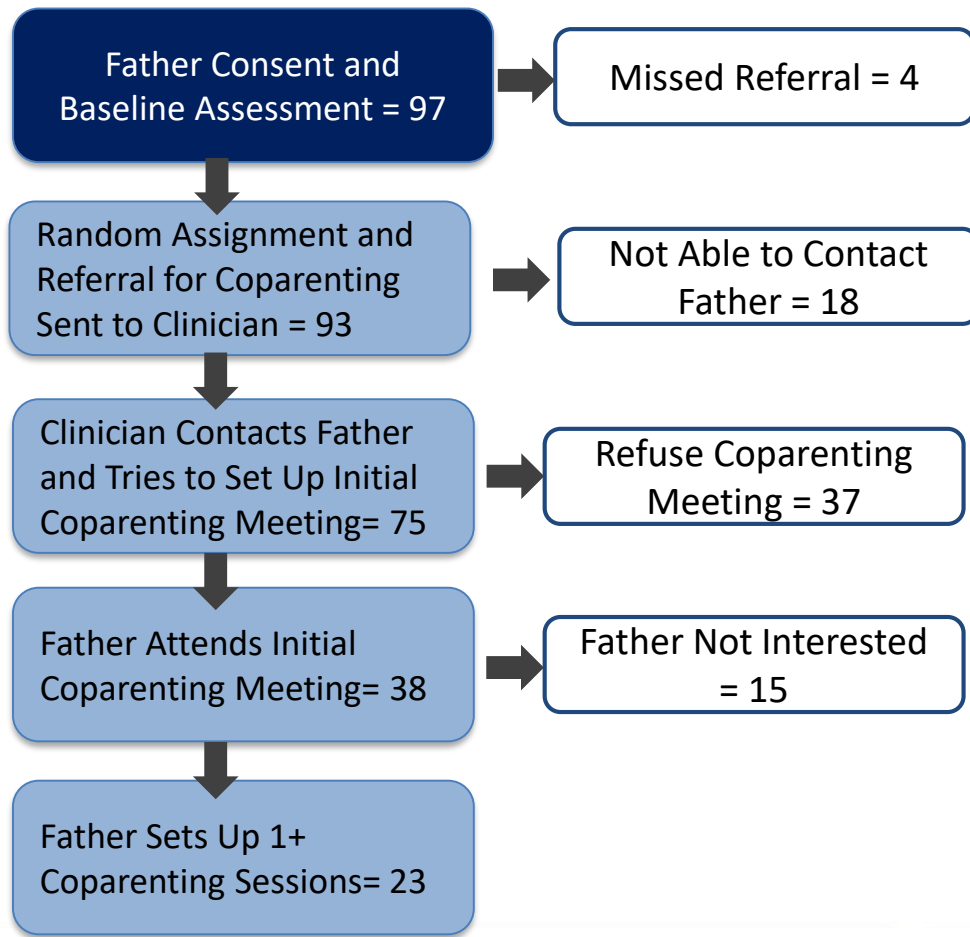 Father Consent and
Baseline Assessment = 97
Missed Referral = 4
Random Assignment and
Referral for Coparenting
Sent to Clinician = 93
Not Able to Contact
Father = 18
Clinician Contacts Father
and Tries to Set Up Initial
Coparenting Meeting= 75
Refuse Coparenting
Meeting = 37
Father Attends Initial
Coparenting Meeting= 38
Father Not Interested
= 15
Father Sets Up 1+
Coparenting Sessions= 23